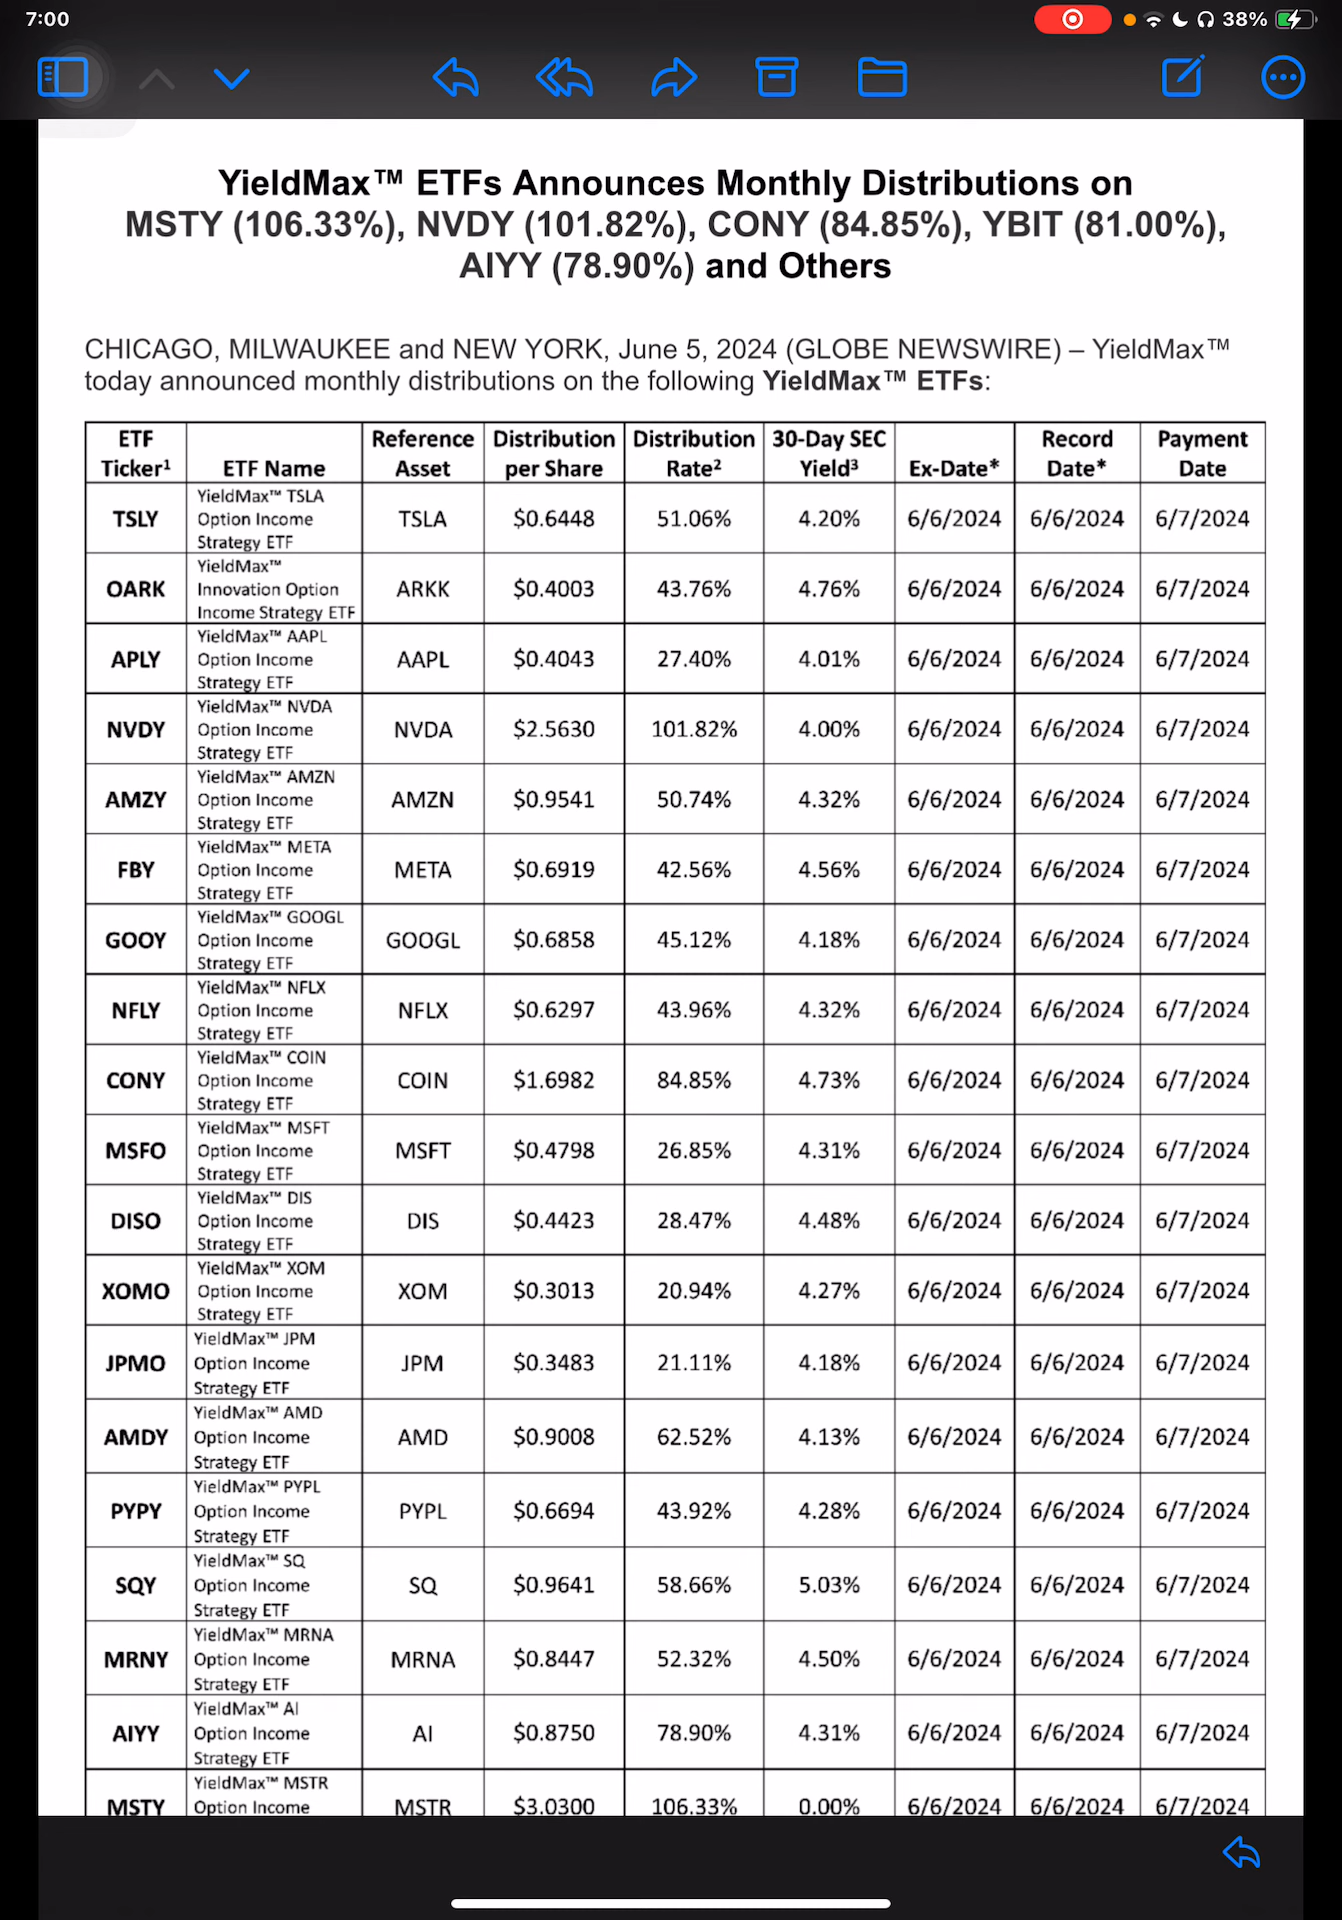 7:00
38%
YieldMax™ ETFs Announces Monthly Distributions on
MSTY (106.33%), NVDY (101.82%), CONY (84.85%), YBIT (81.00%),
AIYY (78.90%) and Others
CHICAGO, MILWAUKEE and NEW YORK, June 5, 2024 (GLOBE NEWSWIRE) – YieldMax™
today announced monthly distributions on the following YieldMax™ ETFs:
ETF Ticker¹ ETF Name Reference Asset Distribution per Share Distribution Rate² 30-Day SEC Yield³ Ex-Date* Record Date* Payment Date
TSLY YieldMax™ TSLA Option Income Strategy ETF TSLA $0.6448 51.06% 4.20% 6/6/2024 6/6/2024 6/7/2024
OARK YieldMax™ Innovation Option Income Strategy ETF ARKK $0.4003 43.76% 4.76% 6/6/2024 6/6/2024 6/7/2024
APLY YieldMax™ AAPL Option Income Strategy ETF AAPL $0.4043 27.40% 4.01% 6/6/2024 6/6/2024 6/7/2024
NVDY YieldMax™ NVDA Option Income Strategy ETF NVDA $2.5630 101.82% 4.00% 6/6/2024 6/6/2024 6/7/2024
AMZY YieldMax™ AMZN Option Income Strategy ETF AMZN $0.9541 50.74% 4.32% 6/6/2024 6/6/2024 6/7/2024
FBY YieldMax™ META Option Income Strategy ETF META $0.6919 42.56% 4.56% 6/6/2024 6/6/2024 6/7/2024
GOOY YieldMax™ GOOGL Option Income Strategy ETF GOOGL $0.6858 45.12% 4.18% 6/6/2024 6/6/2024 6/7/2024
NFLY YieldMax™ NFLX Option Income Strategy ETF NFLX $0.6297 43.96% 4.32% 6/6/2024 6/6/2024 6/7/2024
CONY YieldMax™ COIN Option Income Strategy ETF COIN $1.6982 84.85% 4.73% 6/6/2024 6/6/2024 6/7/2024
MSFO YieldMax™ MSFT Option Income Strategy ETF MSFT $0.4798 26.85% 4.31% 6/6/2024 6/6/2024 6/7/2024
DISO YieldMax™ DIS Option Income Strategy ETF DIS $0.4423 28.47% 4.48% 6/6/2024 6/6/2024 6/7/2024
XOMO YieldMax™ XOM Option Income Strategy ETF XOM $0.3013 20.94% 4.27% 6/6/2024 6/6/2024 6/7/2024
JPMO YieldMax™ JPM Option Income Strategy ETF JPM $0.3483 21.11% 4.18% 6/6/2024 6/6/2024 6/7/2024
AMDY YieldMax™ AMD Option Income Strategy ETF AMD $0.9008 62.52% 4.13% 6/6/2024 6/6/2024 6/7/2024
PYPY YieldMax™ PYPL Option Income Strategy ETF PYPL $0.6694 43.92% 4.28% 6/6/2024 6/6/2024 6/7/2024
SQY YieldMax™ SQ Option Income Strategy ETF SQ $0.9641 58.66% 5.03% 6/6/2024 6/6/2024 6/7/2024
MRNY YieldMax™ MRNA Option Income Strategy ETF MRNA $0.8447 52.32% 4.50% 6/6/2024 6/6/2024 6/7/2024
AIYY YieldMax™ AI Option Income Strategy ETF AI $0.8750 78.90% 4.31% 6/6/2024 6/6/2024 6/7/2024
MSTY YieldMax™ MSTR Option Income MSTR $3.0300 106.33% 0.00% 6/6/2024 6/6/2024 6/7/2024